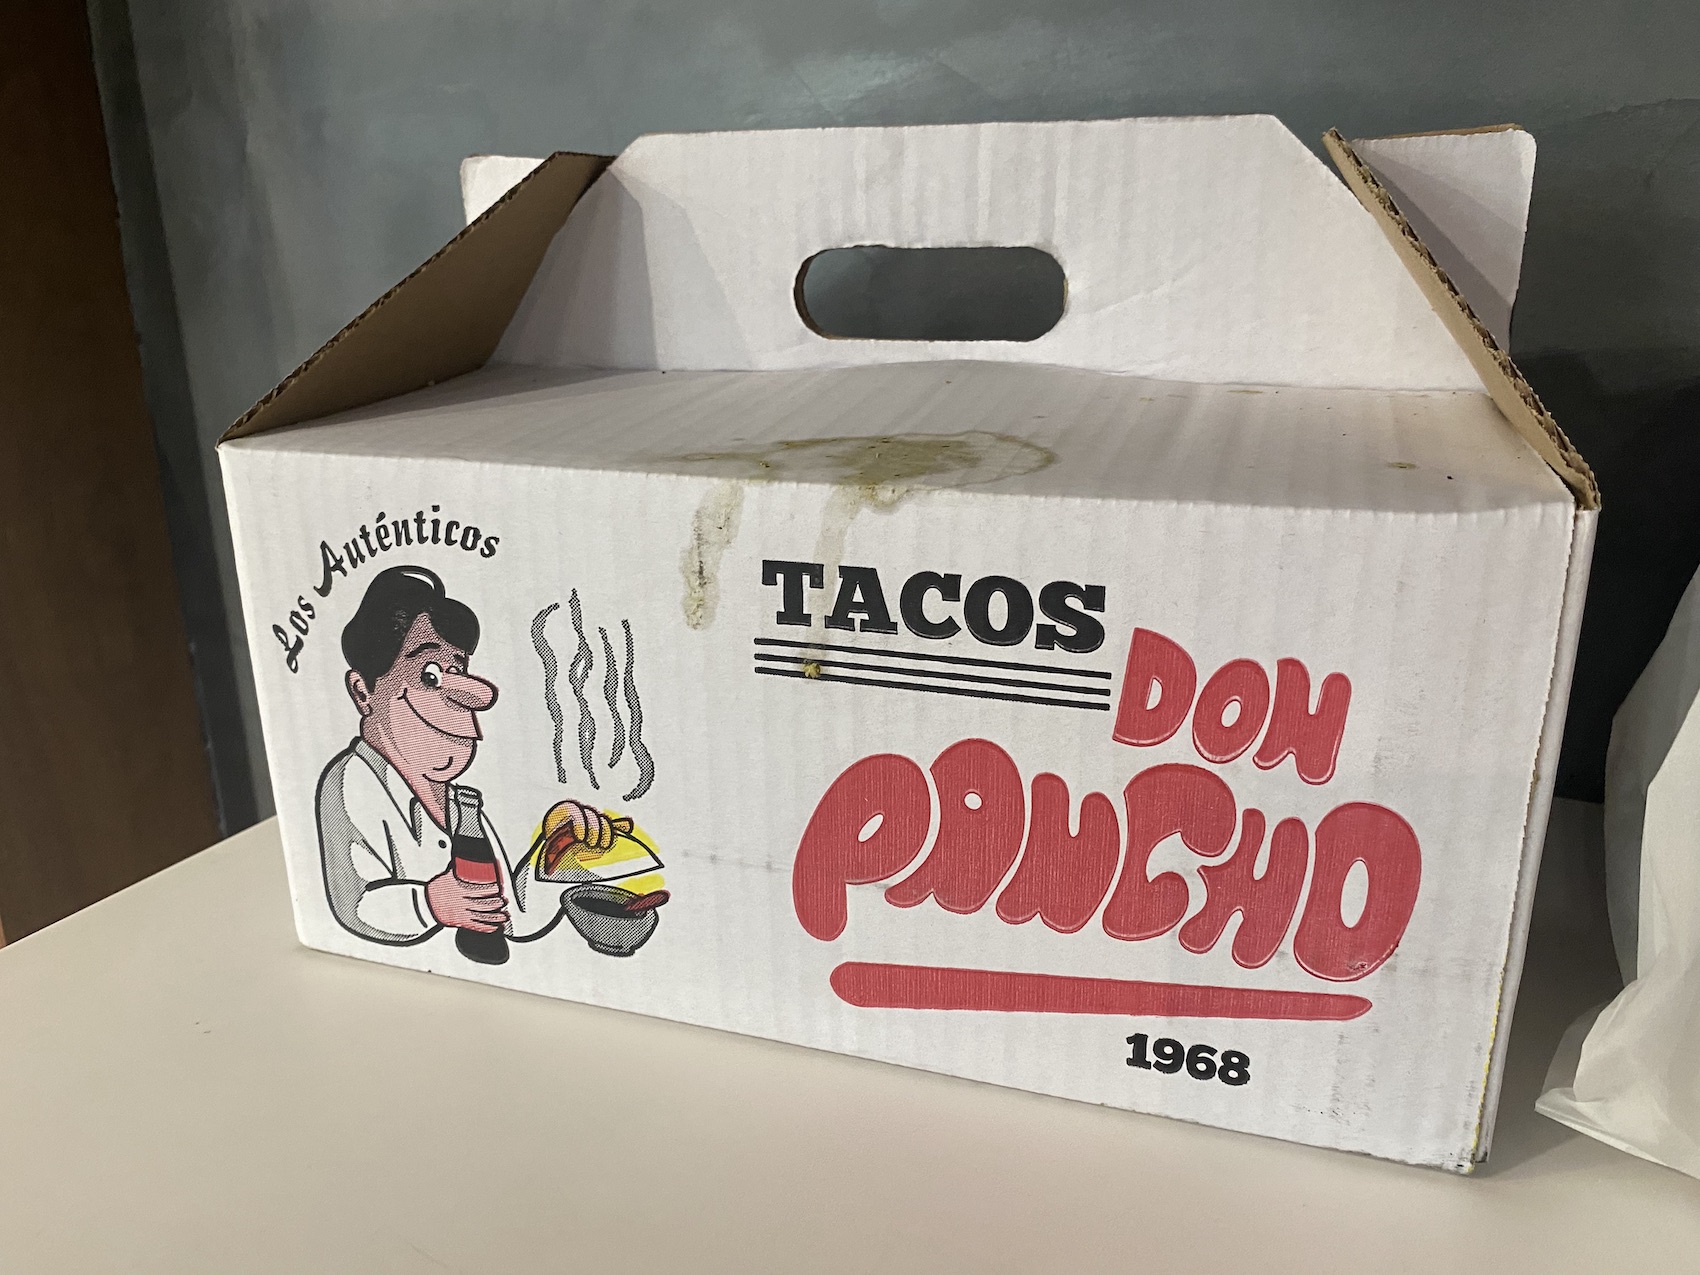 Los Auténticos
TACOS
DON
PANCHO
1968